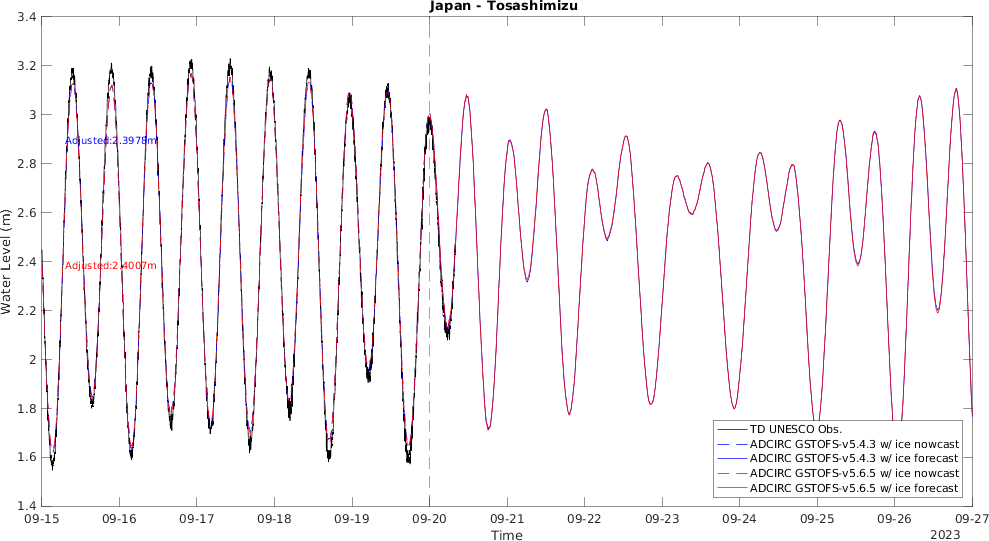 Japan - Tosashimizu
3.4
3.2
3
2.8
2.6
2.4
2.2
2
1.8
1.6
1.4
Water Level (m)
Adjusted:2.3978m
Adjusted:2.4007m
TD UNESCO Obs.
ADCIRC GSTOFS-v5.4.3 w/ ice nowcast
ADCIRC GSTOFS-v5.4.3 w/ ice forecast
ADCIRC GSTOFS-v5.6.5 w/ ice nowcast
ADCIRC GSTOFS-v5.6.5 w/ ice forecast
09-15 09-16 09-17 09-18 09-19 09-20 09-21 09-22 09-23 09-24 09-25 09-26 09-27
Time
2023